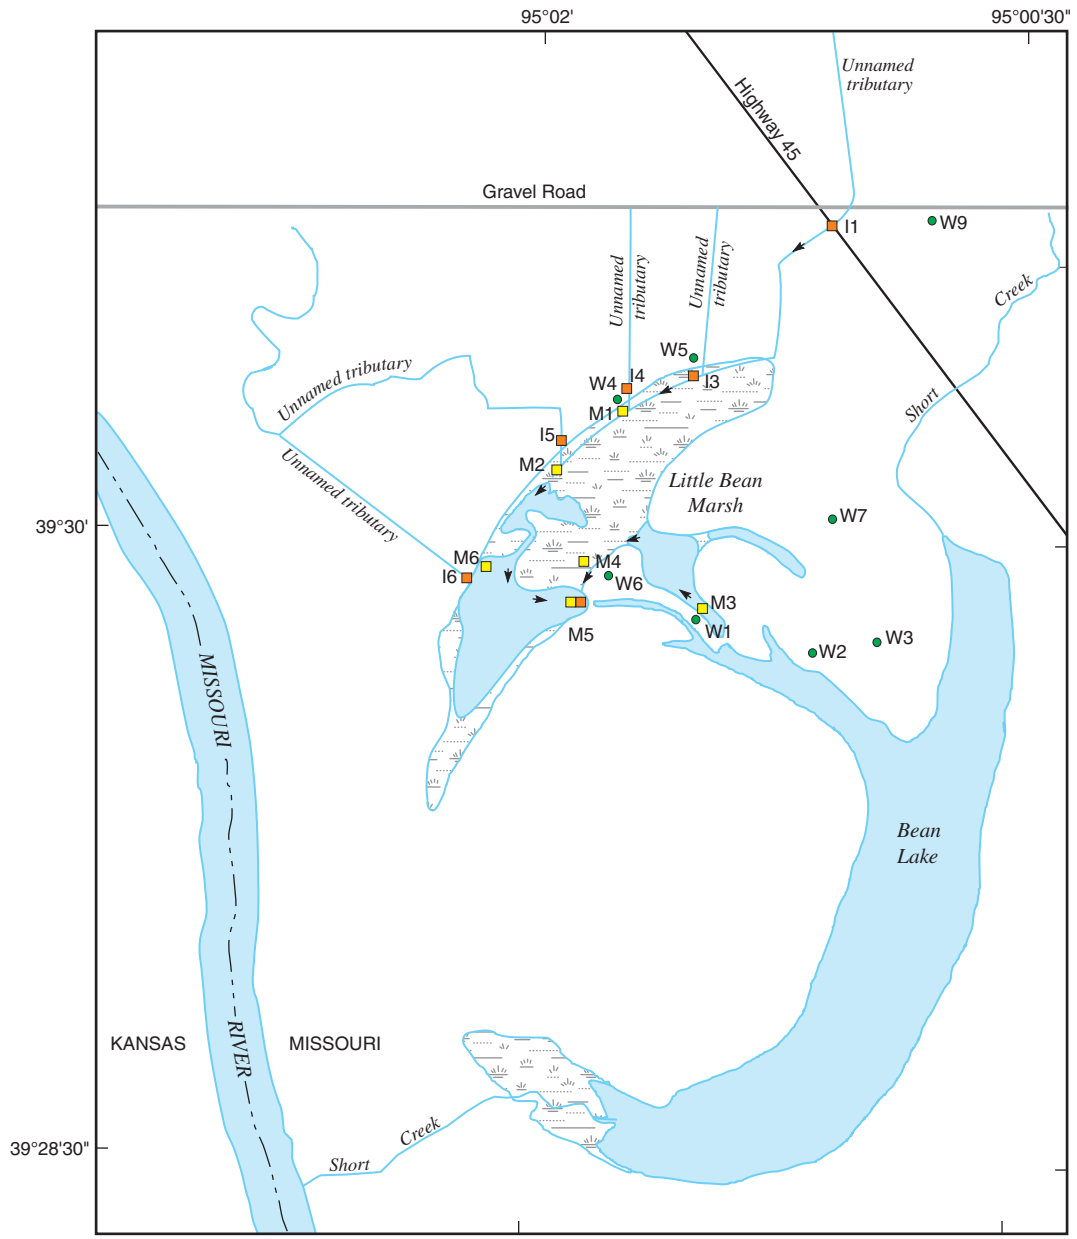 95°02'
95°00'30"
Unnamed
tributary
Highway 45
Gravel Road
I1
W9
Creek
Unnamed
tributary
Unnamed
tributary
W5
I4
I3
W4
M1
Unnamed tributary
Short
I5
M2
Unnamed tributary
Little Bean
Marsh
W7
39°30'
M6
I6
M4
W6
M3
M5
W1
W2
W3
MISSOURI
Bean
Lake
KANSAS
RIVER
MISSOURI
Creek
39°28'30"
Short